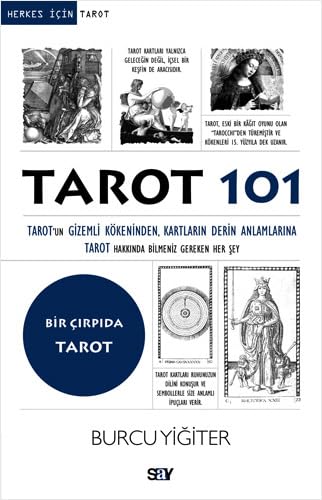 HERKES İÇİN TAROT
TAROT KARTLARI YALNIZCA
GELECEĞİN DEĞİL, İÇSEL BİR
KEŞFİN DE ARACISIDIR.
TAROT, ESKİ BİR KÂĞIT OYUNU OLAN
"TAROCCHI"DEN TÜREMİŞTİR VE
KÖKENLERİ 15. YÜZYILA DEK UZANIR.
TAROT 101
TAROT'UN GİZEMLİ KÖKENİNDEN, KARTLARIN DERİN ANLAMLARINA
TAROT HAKKINDA BİLMENİZ GEREKEN HER ŞEY
BİR ÇIRPIDA
TAROT
TAROT KARTLARI RUHUNUZUN
DİLİNİ KONUŞUR VE
SEMBOLLERLE SİZE ANLAMLI
İPUÇLARI VERİR.
BURCU YİĞİTER
say